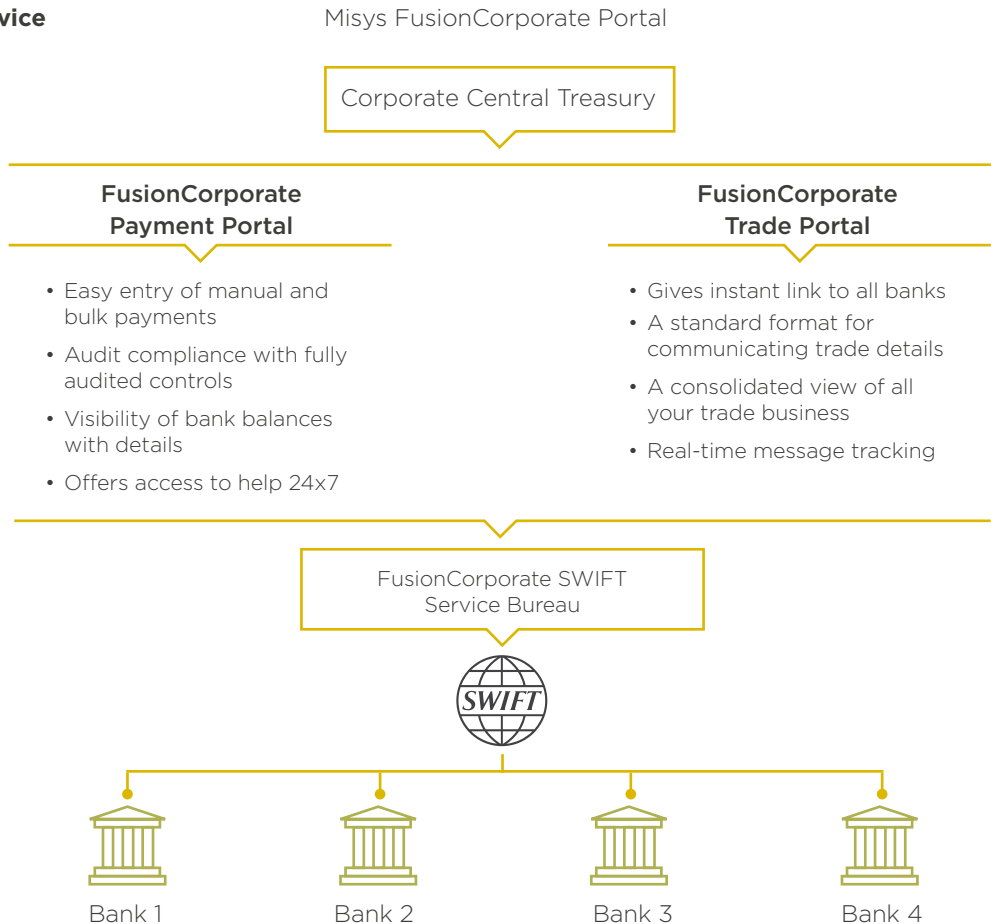 Misys FusionCorporate Portal
Corporate Central Treasury
FusionCorporate
Payment Portal
• Easy entry of manual and
bulk payments
• Audit compliance with fully
audited controls
• Visibility of bank balances
with details
• Offers access to help 24x7
FusionCorporate
Trade Portal
• Gives instant link to all banks
• A standard format for
communicating trade details
• A consolidated view of all
your trade business
• Real-time message tracking
FusionCorporate SWIFT
Service Bureau
SWIFT
Bank 1
Bank 2
Bank 3
Bank 4